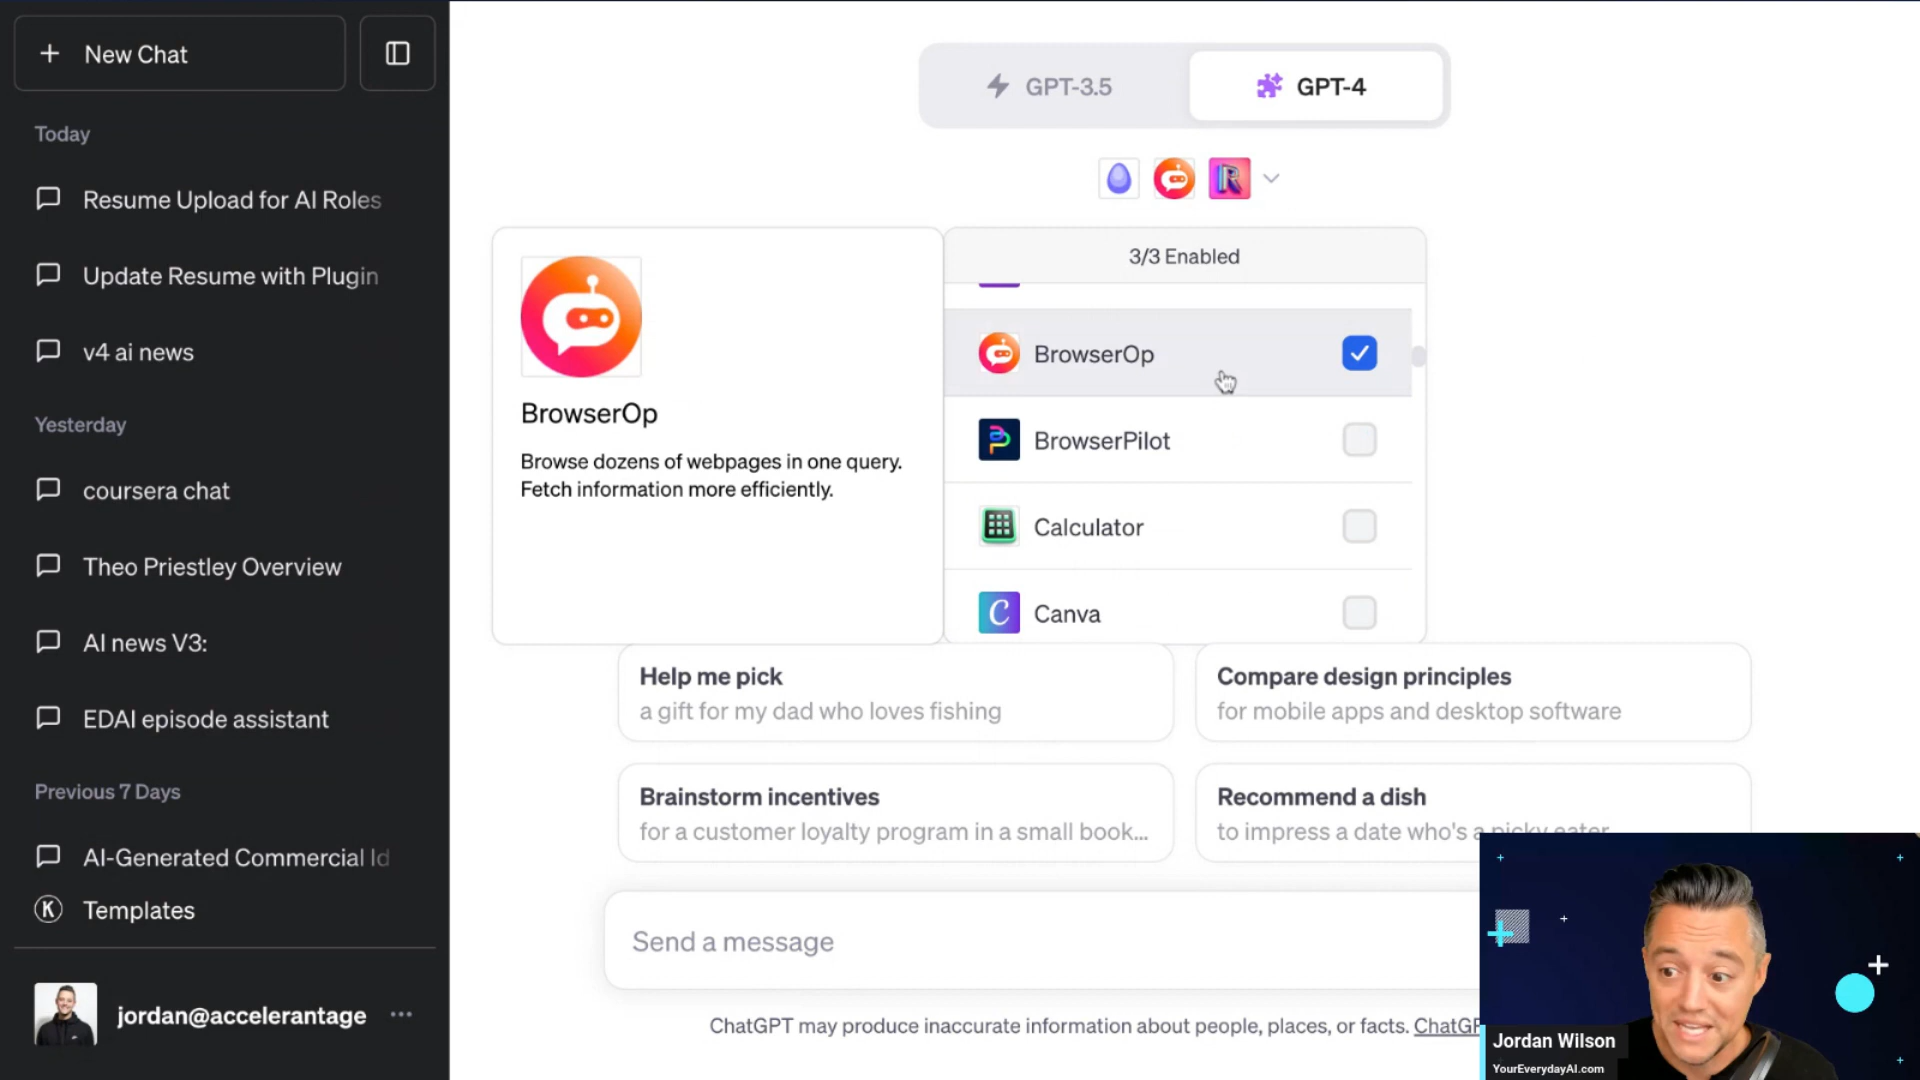 New Chat
Today
Resume Upload for AI Roles
Update Resume with Plugin
v4 ai news
Yesterday
coursera chat
Theo Priestley Overview
AI news V3:
EDAI episode assistant
Previous 7 Days
AI-Generated Commercial Id
K Templates
jordan@accelerantage
GPT-3.5
GPT-4
R
BrowserOp
Browse dozens of webpages in one query.
Fetch information more efficiently.
3/3 Enabled
BrowserOp
BrowserPilot
Calculator
C Canva
Help me pick
a gift for my dad who loves fishing
Compare design principles
for mobile apps and desktop software
Brainstorm incentives
for a customer loyalty program in a small book...
Recommend a dish
to impress a date who's a picky eater
Send a message
ChatGPT may produce inaccurate information about people, places, or facts. ChatGP
Jordan Wilson
YourEverydayAI.com